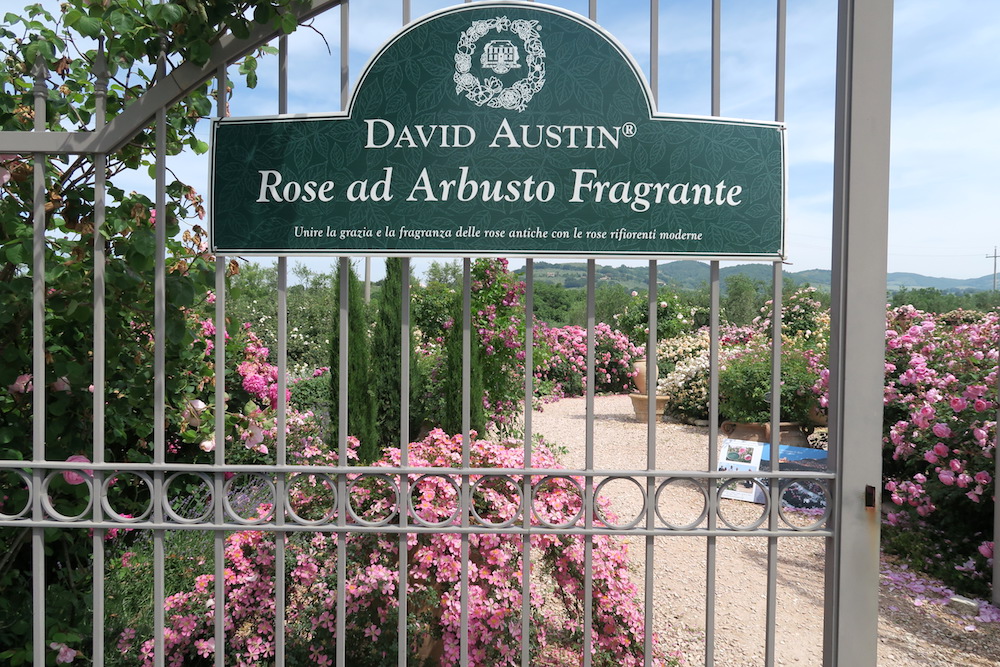 DAVID AUSTIN®
Rose ad Arbusto Fragrante
Unire la grazia e la fragranza delle rose antiche con le rose rifiorenti moderne